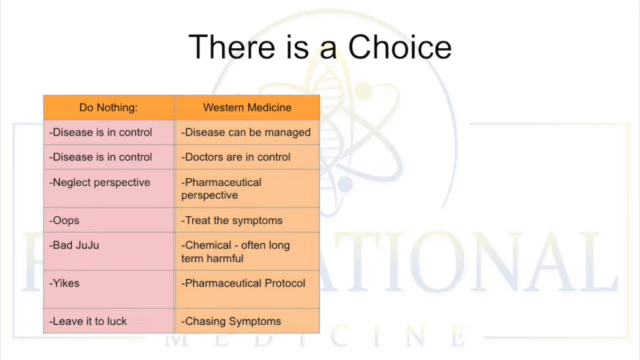 There is a Choice
Do Nothing: Western Medicine
-Disease is in control -Disease can be managed
-Disease is in control -Doctors are in control
-Neglect perspective -Pharmaceutical
perspective
-Oops -Treat the symptoms
-Bad JuJu -Chemical - often long
term harmful
-Yikes -Pharmaceutical Protocol
-Leave it to luck -Chasing Symptoms
MEDICINE